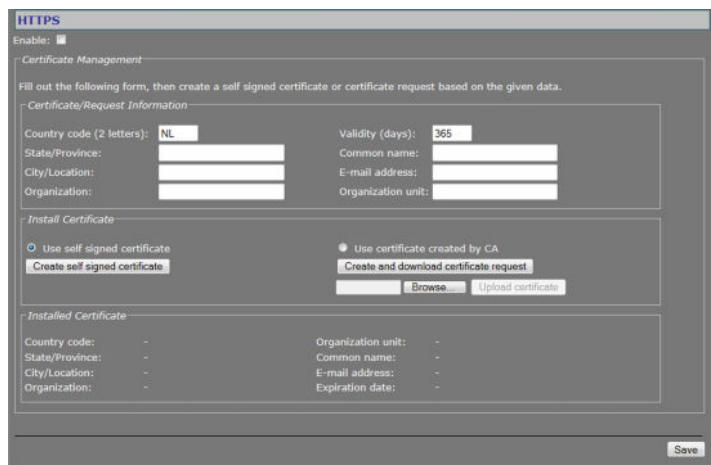 HTTPS
Enable:
Certificate Management
Fill out the following form, then create a self signed certificate or certificate request based on the given data.
Certificate/Request Information
Country code (2 letters): NL Validity (days): 365
State/Province: Common name:
City/Location: E-mail address:
Organization: Organization unit:
Install Certificate
Use self signed certificate Use certificate created by CA
Create self signed certificate Create and download certificate request
Browse... Upload certificate
Installed Certificate
Country code: - Organization unit: -
State/Province: - Common name: -
City/Location: - E-mail address: -
Organization: - Expiration date: -
Save